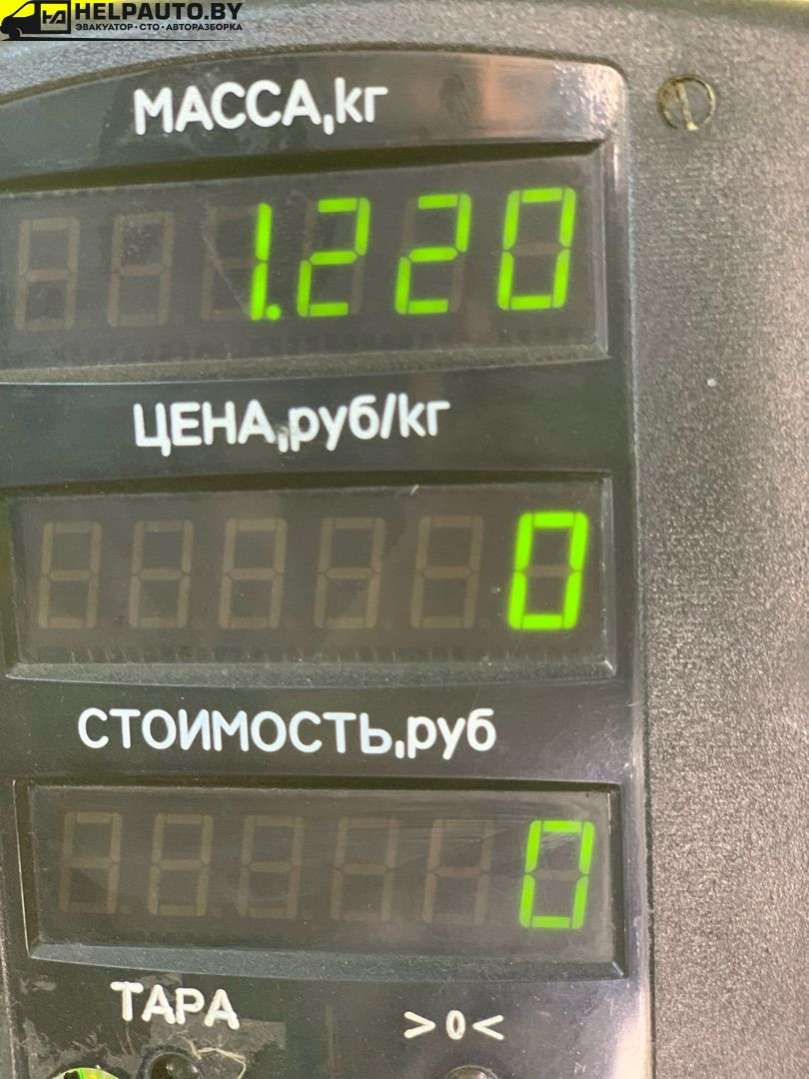 HELPAUTO.BY
ЭВАКУАТОР·СТО·АВТОРАЗБОРКА
МАССА,кг
1.220
ЦЕНА,руб/кг
0
СТОИМОСТЬ,руб
0
ТАРА >0<